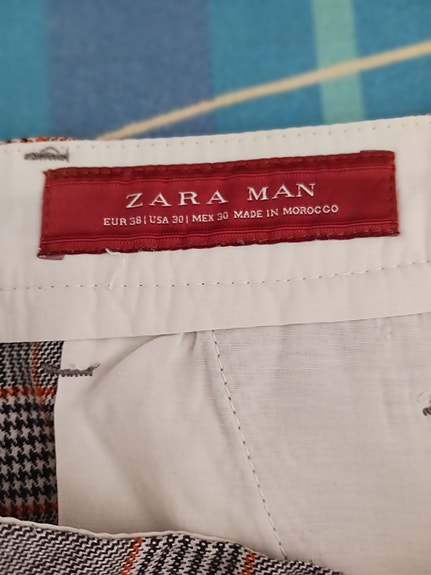 ZARA MAN
EUR 38 | USA 30 | MEX 30 MADE IN MOROCCO